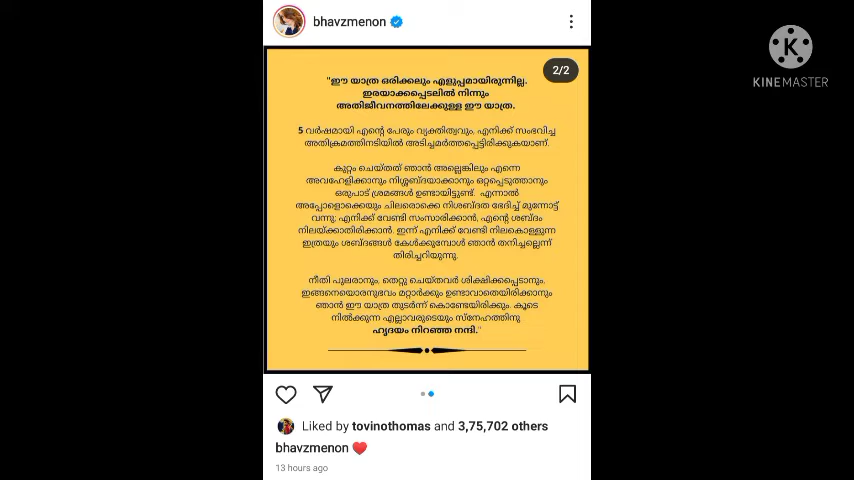 bhavzmenon
K
KINEMASTER
2/2
"ഈ യാത്ര ഒരിക്കലും എളുപ്പമായിരുന്നില്ല.
ഇരയാക്കപ്പെടലിൽ നിന്നും
അതിജീവനത്തിലേക്കുള്ള ഈ യാത്ര.
5 വർഷമായി എന്റെ പേരും വ്യക്തിത്വവും, എനിക്ക് സംഭവിച്ച
അതിക്രമത്തിനടിയിൽ അടിച്ചമർത്തപ്പെട്ടിരിക്കുകയാണ്.
കുറ്റം ചെയ്തത് ഞാൻ അല്ലെങ്കിലും എന്നെ
അവഹേളിക്കാനും നിശ്ശബ്ദയാക്കാനും ഒറ്റപ്പെടുത്താനും
ഒരുപാട് ശ്രമങ്ങൾ ഉണ്ടായിട്ടുണ്ട്. എന്നാൽ
അപ്പോളൊക്കെയും ചിലരൊക്കെ നിശബ്ദത ഭേദിച്ച് മുന്നോട്ട്
വന്നു; എനിക്ക് വേണ്ടി സംസാരിക്കാൻ, എന്റെ ശബ്ദം
നിലയ്ക്കാതിരിക്കാൻ. ഇന്ന് എനിക്ക് വേണ്ടി നിലകൊള്ളുന്ന
ഇത്രയും ശബ്ദങ്ങൾ കേൾക്കുമ്പോൾ ഞാൻ തനിച്ചല്ലെന്ന്
തിരിച്ചറിയുന്നു.
നീതി പുലരാനും, തെറ്റു ചെയ്തവർ ശിക്ഷിക്കപ്പെടാനും,
ഇങ്ങനെയൊരനുഭവം മറ്റാർക്കും ഉണ്ടാവാതെയിരിക്കാനും
ഞാൻ ഈ യാത്ര തുടർന്ന് കൊണ്ടേയിരിക്കും. കൂടെ
നിൽക്കുന്ന എല്ലാവരുടെയും സ്നേഹത്തിനു
ഹൃദയം നിറഞ്ഞ നന്ദി."
Liked by tovinothomas and 3,75,702 others
bhavzmenon ❤️
13 hours ago